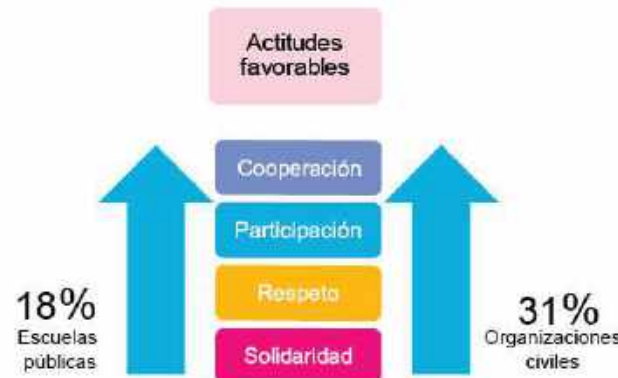 Actitudes
favorables
Cooperación
Participación
Respeto
Solidaridad
18%
Escuelas
públicas
31%
Organizaciones
civiles